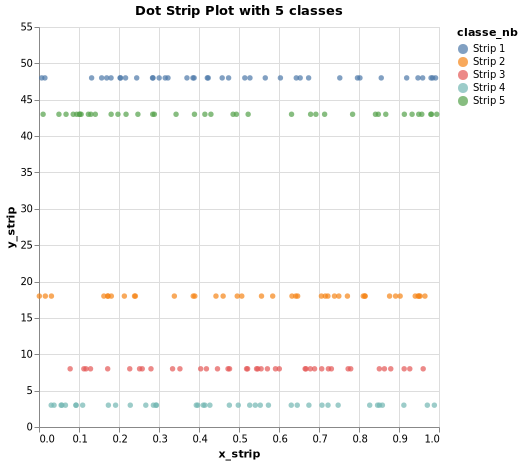 Dot Strip Plot with 5 classes
classe_nb
Strip 1
Strip 2
Strip 3
Strip 4
Strip 5
y_strip
55
50
45
40
35
30
25
20
15
10
5
0
0.0 0.1 0.2 0.3 0.4 0.5 0.6 0.7 0.8 0.9 1.0
x_strip